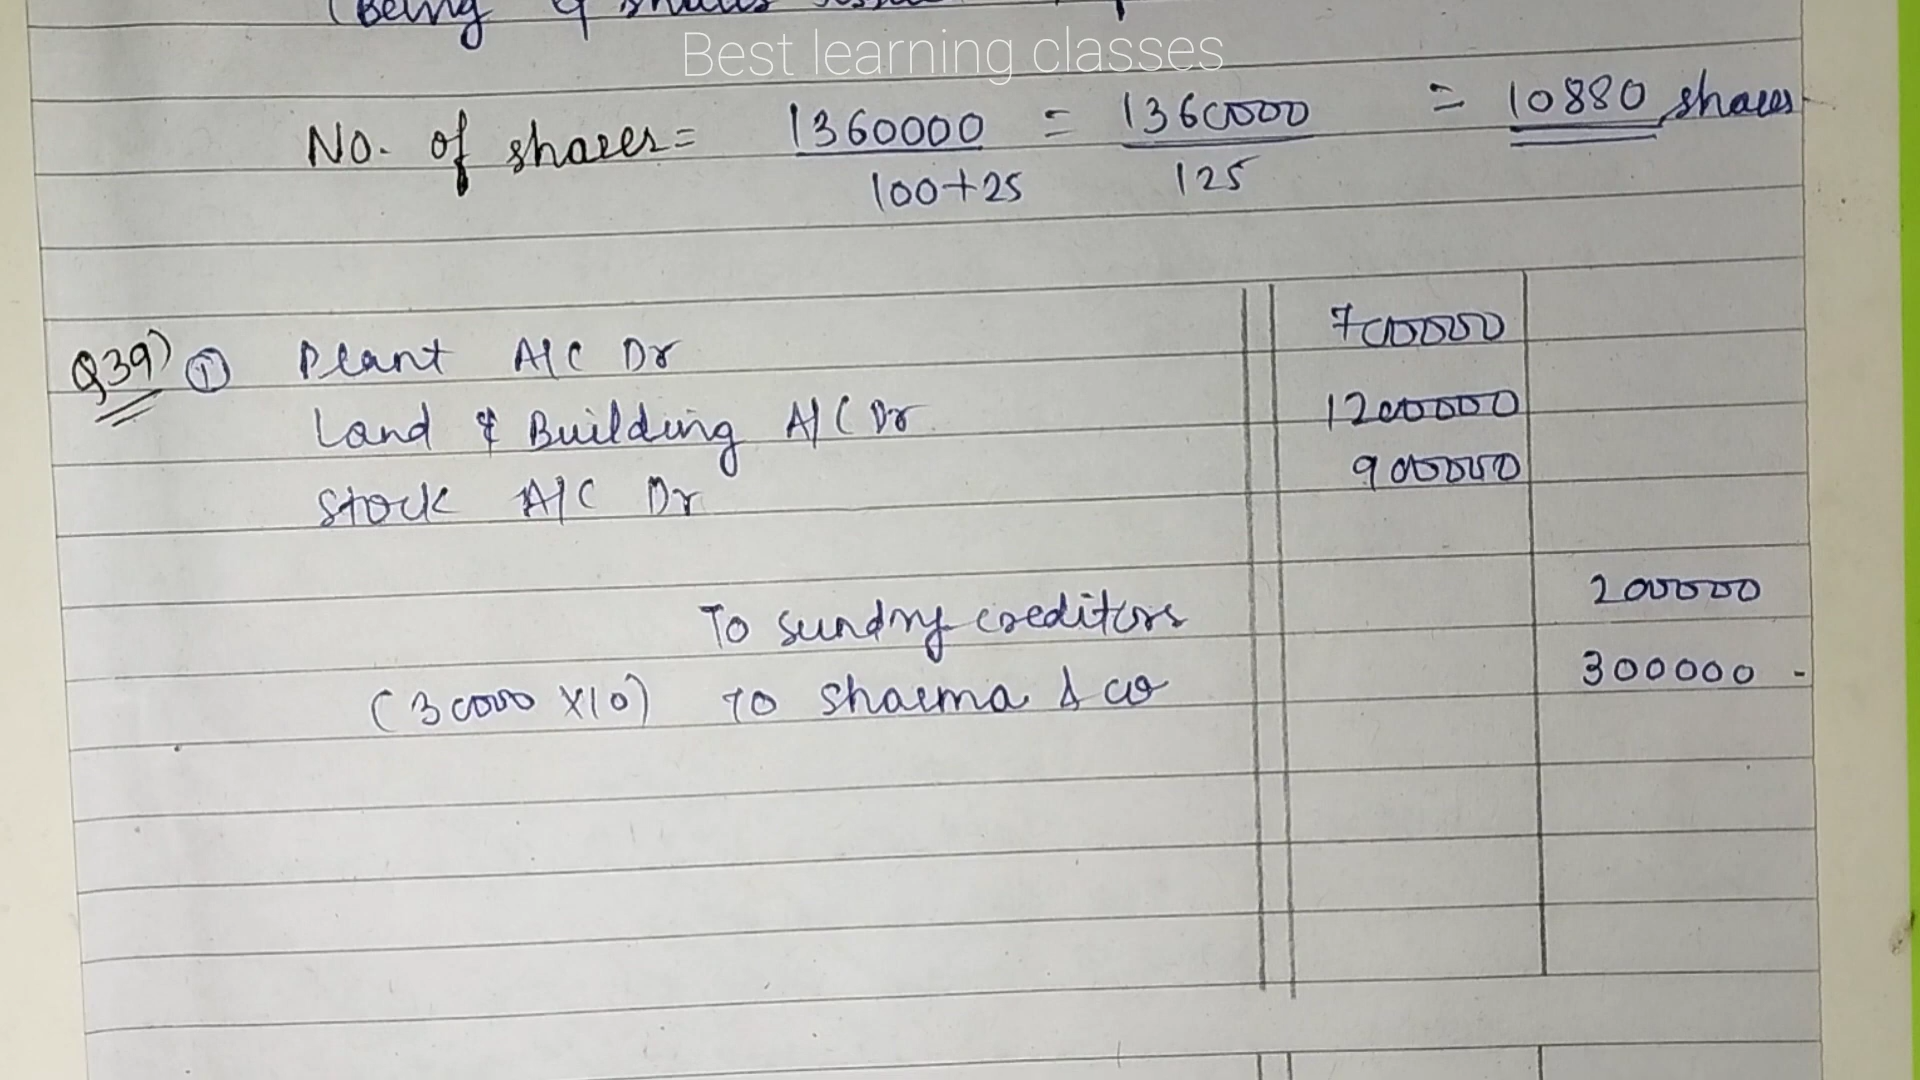 (Being
Best learning classes
No. of shares = 1360000 = 1360000 = 10880 shares
100+25 125
Q39) ① Plant A/C Dr 700000
Land & Building A/C Dr 1200000
Stock A/C Dr 900000
To sundry creditors 200000
(30000 X10) To sharma & co 300000 -